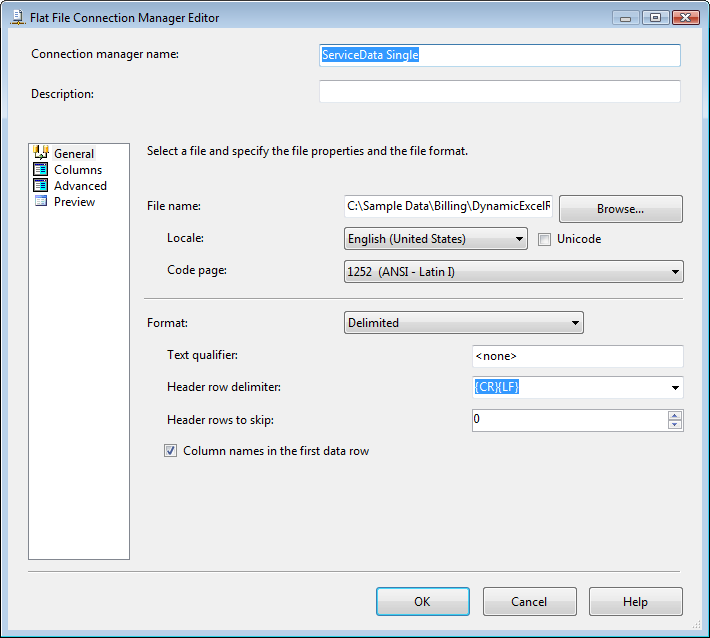 Flat File Connection Manager Editor
Connection manager name: ServiceData Single
Description:
General
Columns
Advanced
Preview
Select a file and specify the file properties and the file format.
File name: C:\Sample Data\Billing\DynamicExcelR Browse...
Locale: English (United States) Unicode
Code page: 1252 (ANSI - Latin I)
Format: Delimited
Text qualifier: <none>
Header row delimiter: {CR}{LF}
Header rows to skip: 0
Column names in the first data row
OK Cancel Help